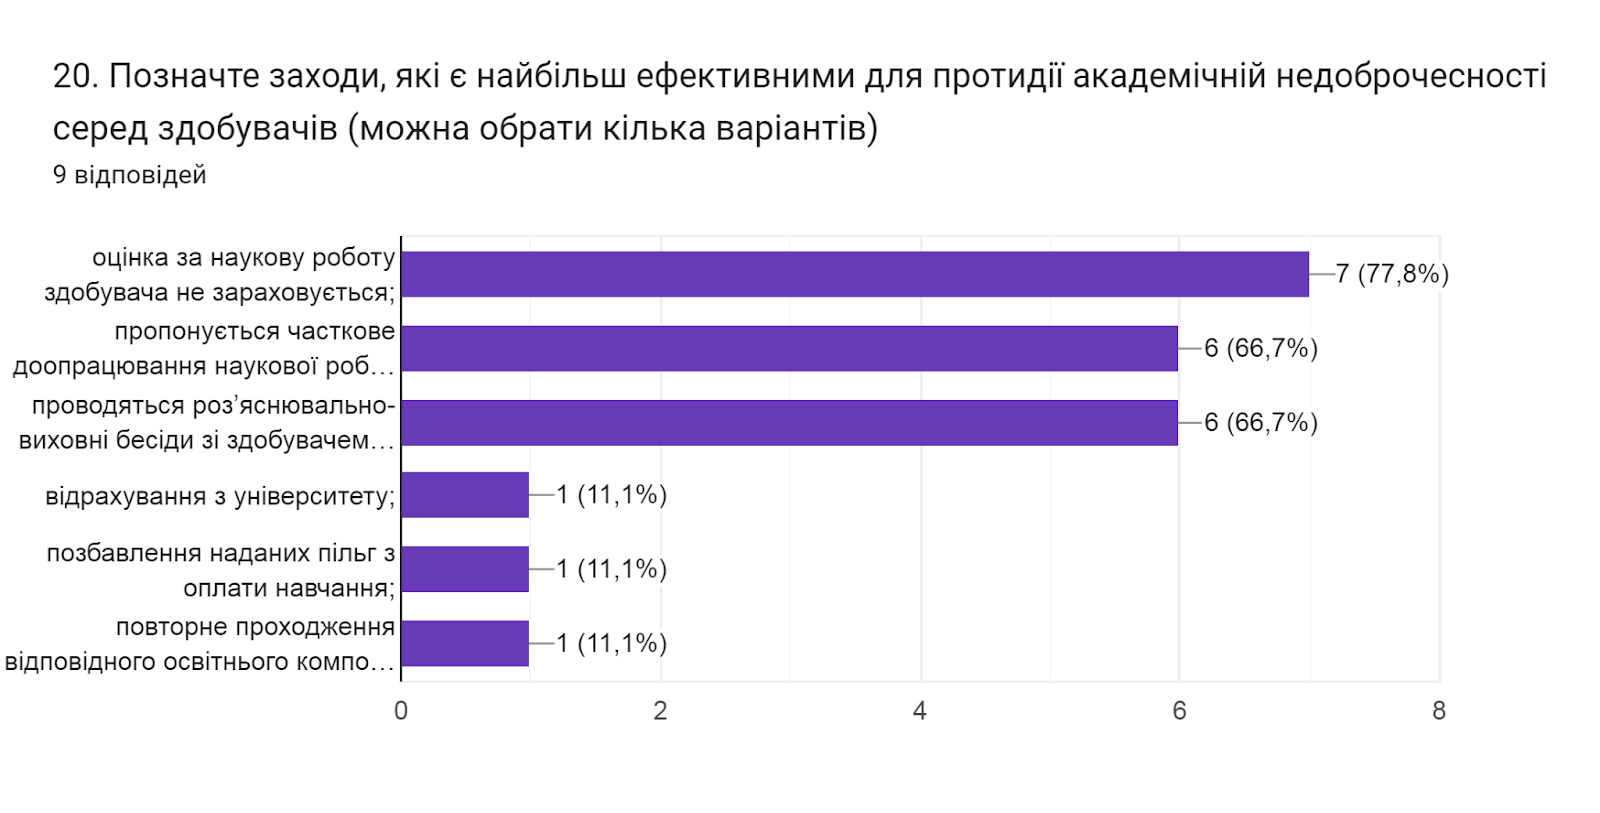 20. Позначте заходи, які є найбільш ефективними для протидії академічній недоброчесності
серед здобувачів (можна обрати кілька варіантів)
9 відповідей
оцінка за наукову роботу
здобувача не зараховується;
7 (77,8%)
пропонується часткове
доопрацювання наукової роб…
6 (66,7%)
проводяться роз’яснювально-
виховні бесіди зі здобувачем…
6 (66,7%)
відрахування з університету;
1 (11,1%)
позбавлення наданих пільг з
оплати навчання;
1 (11,1%)
повторне проходження
відповідного освітнього компо…
1 (11,1%)
0 2 4 6 8